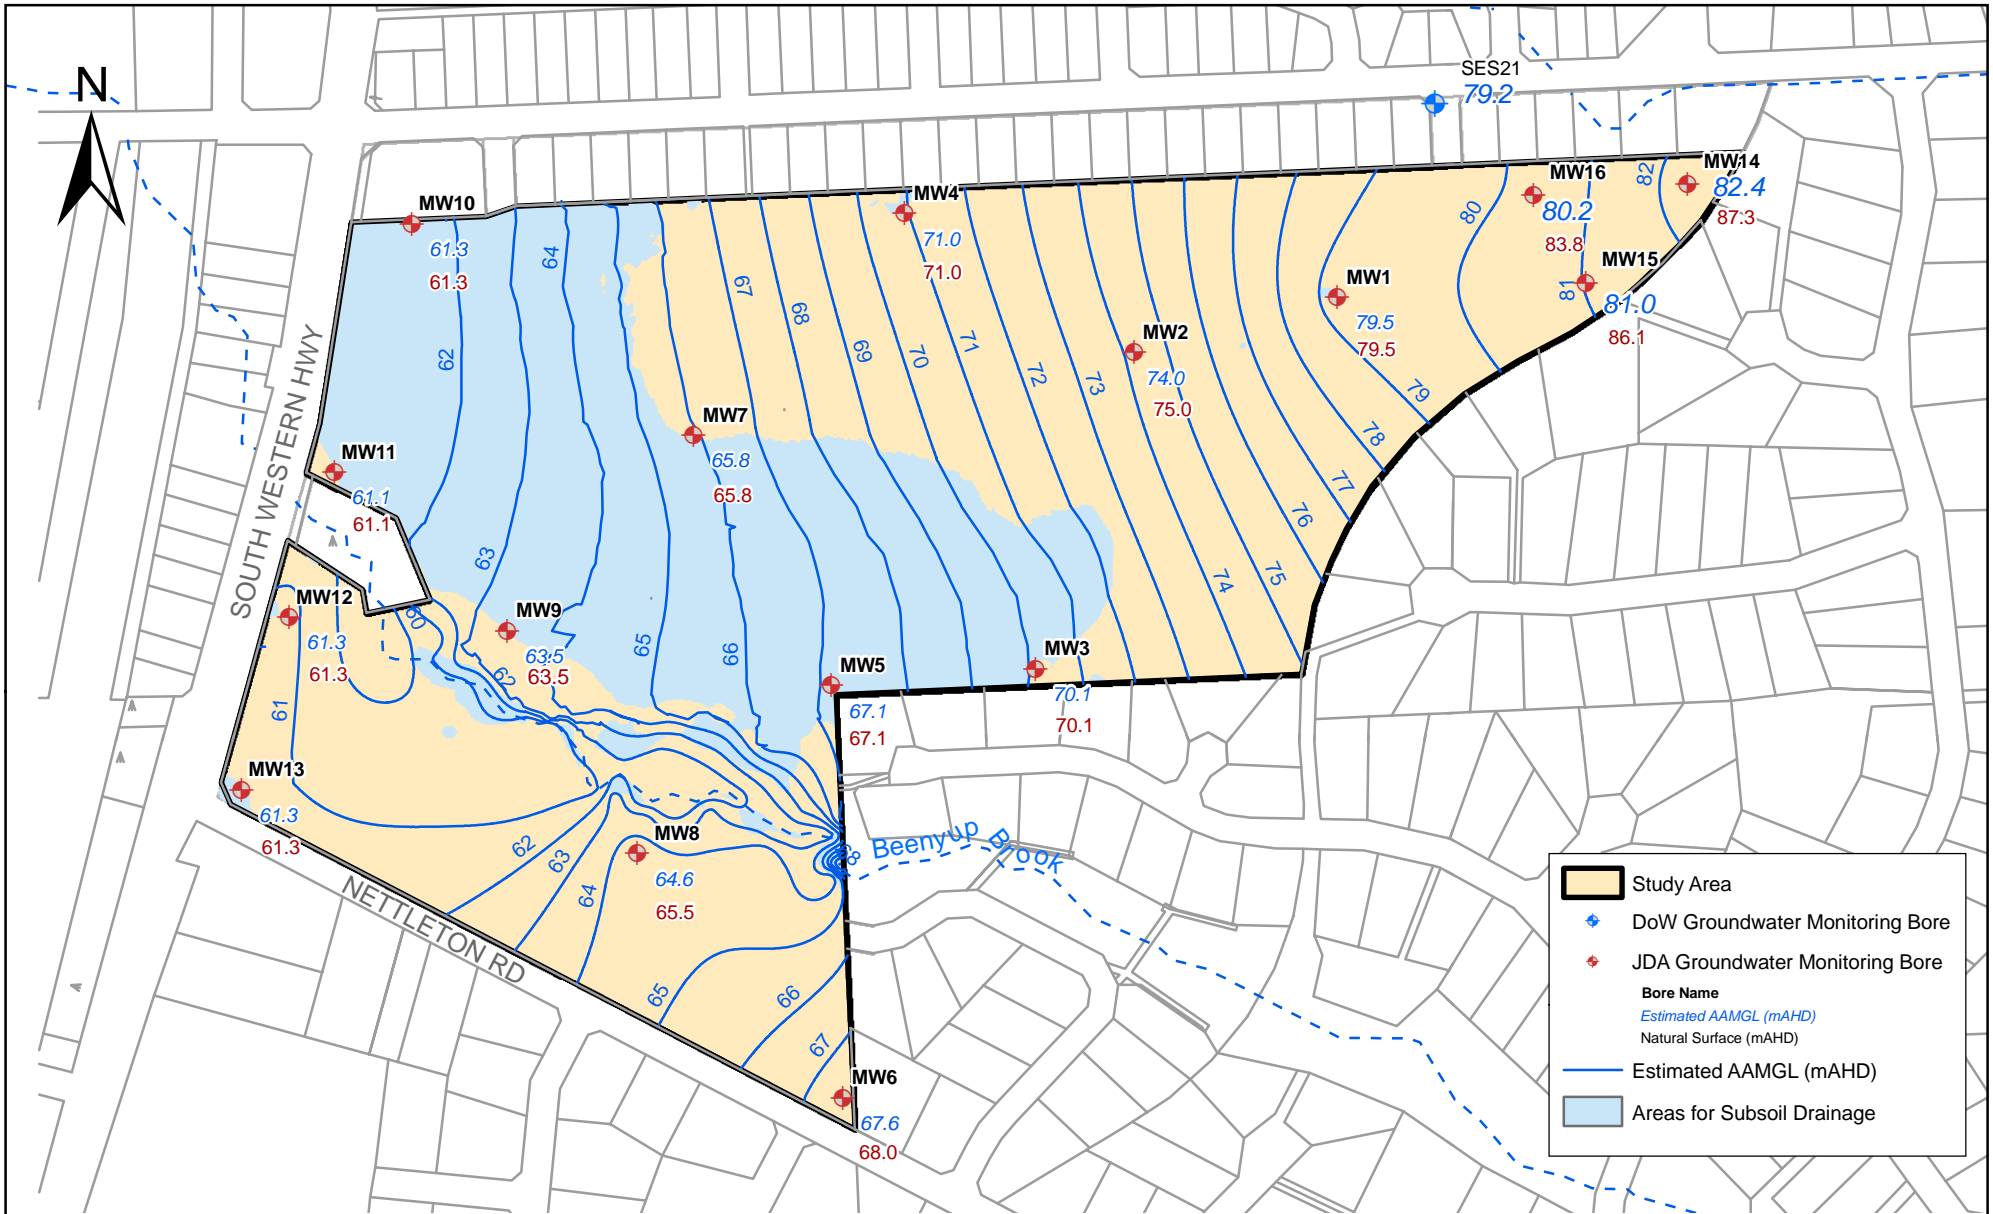 N
SES21
79.2
MW14
82.4
87.3
82
MW16
80.2
83.8
MW15
81.0
86.1
81
80
MW10
61.3
61.3
64
MW4
71.0
71.0
MW1
79.5
79.5
67
68
69
70
71
72
73
MW2
74.0
75.0
62
79
78
77
76
75
74
MW7
65.8
65.8
MW11
61.1
61.1
SOUTH WESTERN HWY
63
MW12
61.3
61.3
60
MW9
63.5
63.5
62
65
66
MW5
67.1
67.1
MW3
70.1
70.1
61
MW13
61.3
61.3
62
63
64
MW8
64.6
65.5
68
Beenyup Brook
NETTLETON RD
65
66
67
MW6
67.6
68.0
Study Area
DoW Groundwater Monitoring Bore
JDA Groundwater Monitoring Bore
Bore Name
Estimated AAMGL (mAHD)
Natural Surface (mAHD)
Estimated AAMGL (mAHD)
Areas for Subsoil Drainage